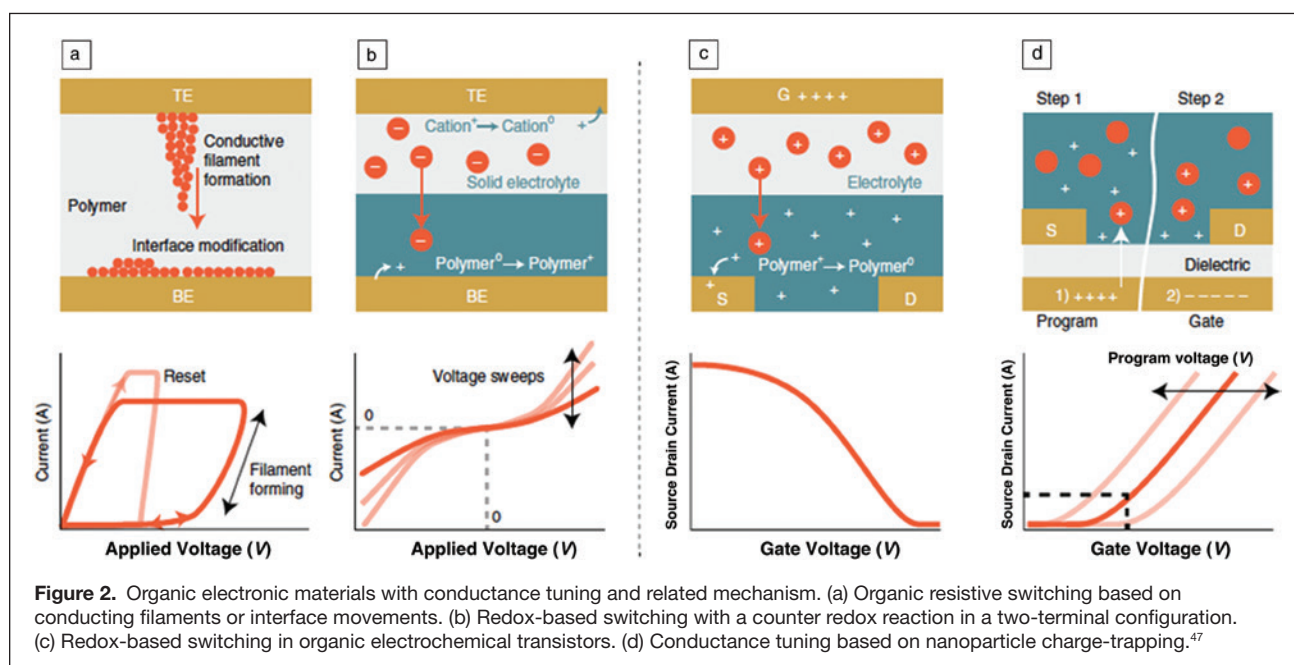 a
TE
Conductive
filament
formation
Polymer
Interface modification
BE
Reset
Filament
forming
Current (A)
Applied Voltage (V)
b
TE
Cation⁺ → Cation⁰ +
− − − − − −
Solid electrolyte
−
+ Polymer⁰ → Polymer⁺
BE
Voltage sweeps
0
0
Current (A)
Applied Voltage (V)
c
G + + + +
+ + + + + +
Electrolyte
+
Polymer⁺ → Polymer⁰
S
D
Source Drain Current (A)
Gate Voltage (V)
d
Step 1
Step 2
S
D
Dielectric
1) + + + +
2) − − − − −
Program
Gate
Program voltage (V)
Source Drain Current (A)
Gate Voltage (V)
Figure 2. Organic electronic materials with conductance tuning and related mechanism. (a) Organic resistive switching based on
conducting filaments or interface movements. (b) Redox-based switching with a counter redox reaction in a two-terminal configuration.
(c) Redox-based switching in organic electrochemical transistors. (d) Conductance tuning based on nanoparticle charge-trapping.⁴⁷